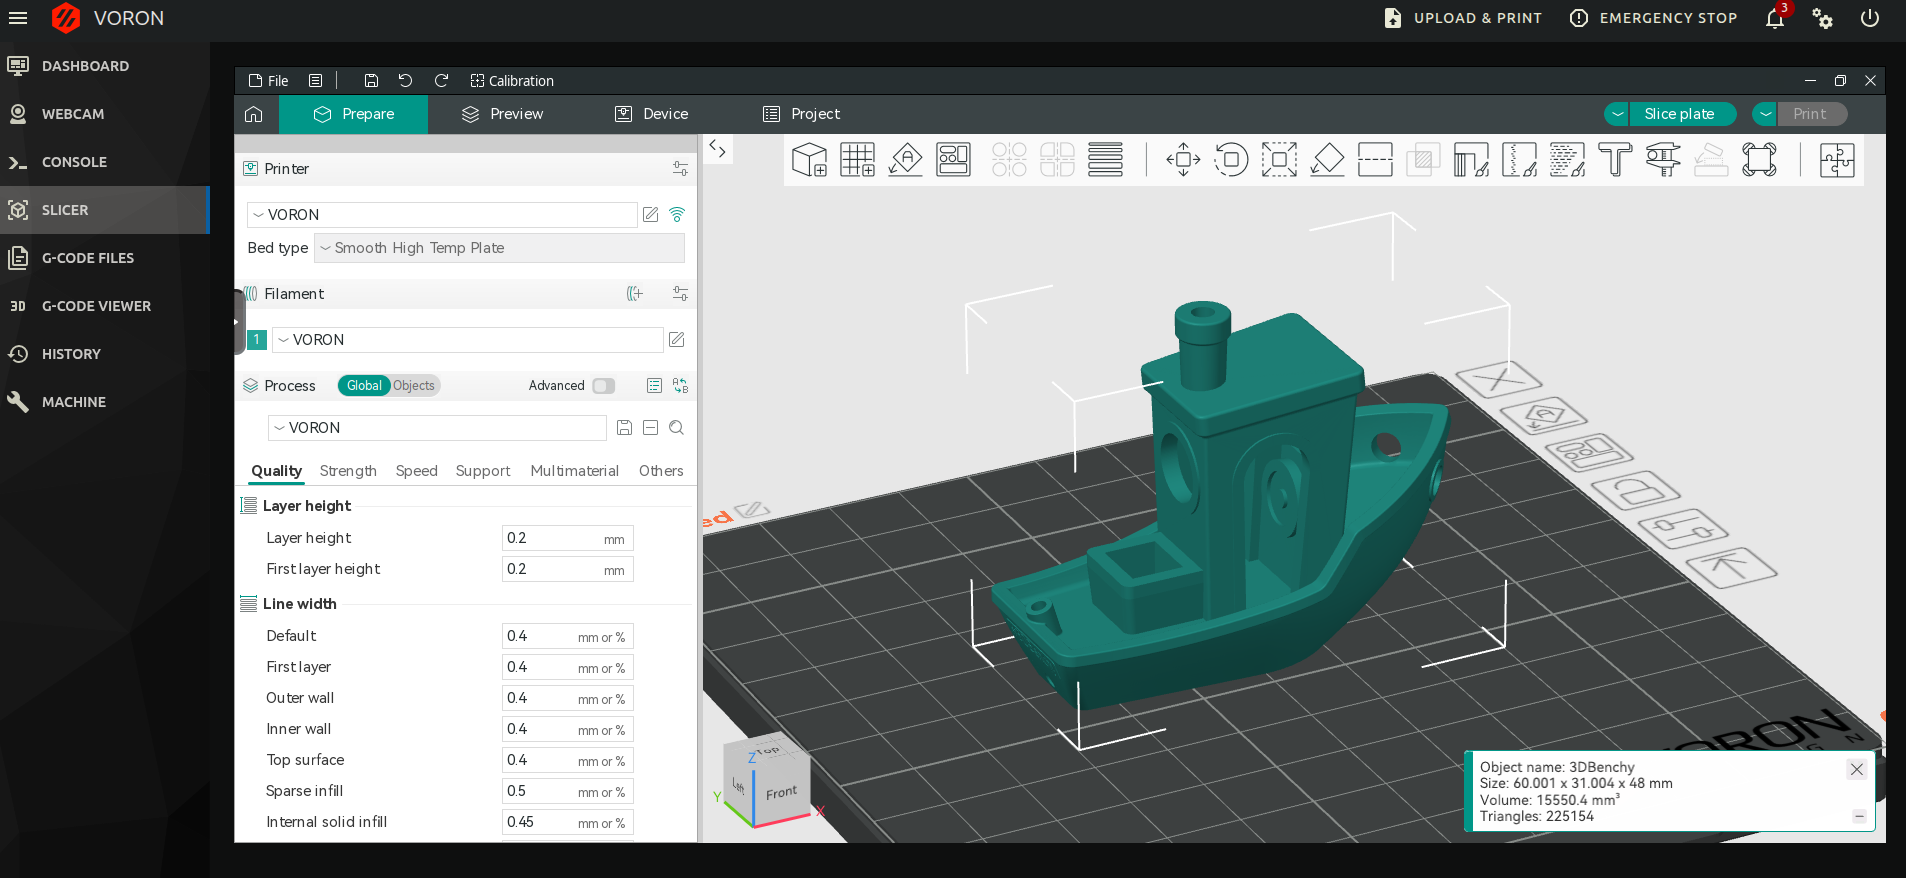 VORON
UPLOAD & PRINT
EMERGENCY STOP
3
DASHBOARD
WEBCAM
CONSOLE
SLICER
G-CODE FILES
3D G-CODE VIEWER
HISTORY
MACHINE
File
Calibration
Prepare
Preview
Device
Project
Slice plate
Print
Printer
VORON
Bed type Smooth High Temp Plate
Filament
1 VORON
Process Global Objects Advanced
VORON
Quality Strength Speed Support Multimaterial Others
Layer height
Layer height 0.2 mm
First layer height 0.2 mm
Line width
Default 0.4 mm or %
First layer 0.4 mm or %
Outer wall 0.4 mm or %
Inner wall 0.4 mm or %
Top surface 0.4 mm or %
Sparse infill 0.5 mm or %
Internal solid infill 0.45 mm or %
ed
Top
Left
Front
Z
Y
X
Object name: 3DBenchy
Size: 60.001 x 31.004 x 48 mm
Volume: 15550.4 mm³
Triangles: 225154